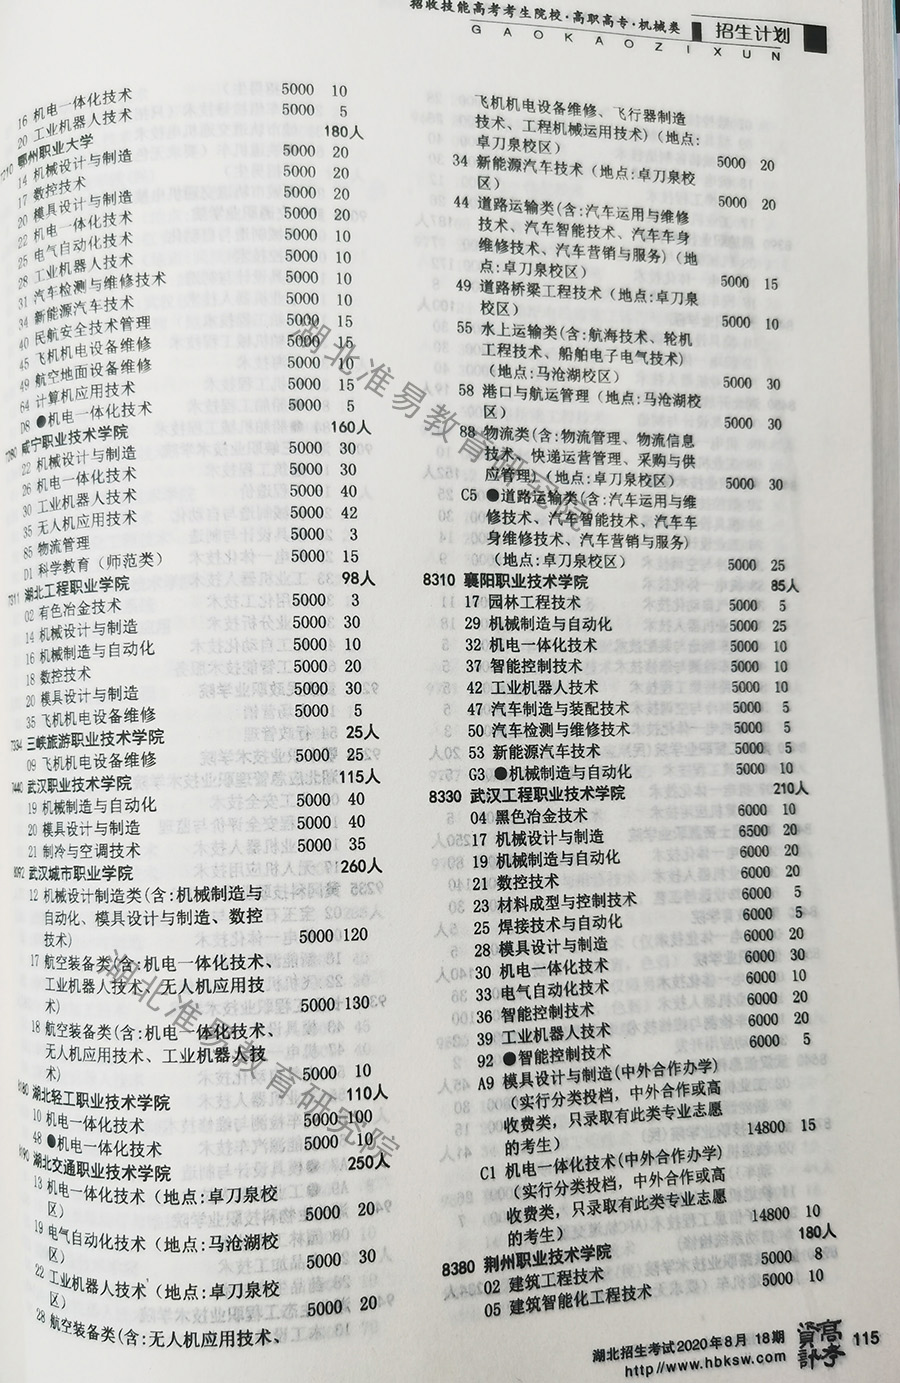 招收技能高考考生院校·高职高专·机械类
招生计划
GAOKAOZIXUN
16 机电一体化技术 5000 10
20 工业机器人技术 5000 5
鄂州职业大学 180人
14 机械设计与制造 5000 20
17 数控技术 5000 20
20 模具设计与制造 5000 20
22 机电一体化技术 5000 20
25 电气自动化技术 5000 10
28 工业机器人技术 5000 10
31 汽车检测与维修技术 5000 10
34 新能源汽车技术 5000 10
40 民航安全技术管理 5000 15
45 飞机机电设备维修 5000 15
49 航空地面设备维修 5000 10
64 计算机应用技术 5000 15
D8 ●机电一体化技术 5000 5
咸宁职业技术学院 160人
22 机械设计与制造 5000 30
26 机电一体化技术 5000 30
30 工业机器人技术 5000 40
35 无人机应用技术 5000 42
85 物流管理 5000 3
D1 科学教育（师范类） 5000 15
7311 湖北工程职业学院 98人
02 有色冶金技术 5000 3
14 机械设计与制造 5000 30
16 机械制造与自动化 5000 10
18 数控技术 5000 20
20 模具设计与制造 5000 30
35 飞机机电设备维修 5000 5
7334 三峡旅游职业技术学院 25人
09 飞机机电设备维修 5000 25
7440 武汉职业技术学院 115人
19 机械制造与自动化 5000 40
20 模具设计与制造 5000 40
21 制冷与空调技术 5000 35
8092 武汉城市职业学院 260人
12 机械设计制造类(含:机械制造与
自动化、模具设计与制造、数控
技术) 5000 120
17 航空装备类(含:机电一体化技术、
工业机器人技术、无人机应用技
术) 5000 130
18 航空装备类(含:机电一体化技术、
无人机应用技术、工业机器人技
术) 5000 10
8180 湖北轻工职业技术学院 110人
10 机电一体化技术 5000 100
48 ●机电一体化技术 5000 10
8190 湖北交通职业技术学院 250人
13 机电一体化技术（地点:卓刀泉校
区） 5000 20
19 电气自动化技术（地点:马沧湖校
区） 5000 30
22 工业机器人技术（地点:卓刀泉校
区） 5000 20
28 航空装备类(含:无人机应用技术、
飞机机电设备维修、飞行器制造
技术、工程机械运用技术)（地点:
卓刀泉校区） 5000 20
34 新能源汽车技术（地点:卓刀泉校
区） 5000 20
44 道路运输类(含:汽车运用与维修
技术、汽车智能技术、汽车车身
维修技术、汽车营销与服务)（地
点:卓刀泉校区） 5000 15
49 道路桥梁工程技术（地点:卓刀泉
校区） 5000 10
55 水上运输类(含:航海技术、轮机
工程技术、船舶电子电气技术)
（地点:马沧湖校区） 5000 30
58 港口与航运管理（地点:马沧湖校
区） 5000 30
88 物流类(含:物流管理、物流信息
技术、快递运营管理、采购与供
应管理)（地点:卓刀泉校区） 5000 30
C5 ●道路运输类(含:汽车运用与维
修技术、汽车智能技术、汽车车
身维修技术、汽车营销与服务)
（地点:卓刀泉校区） 5000 25
8310 襄阳职业技术学院 85人
17 园林工程技术 5000 5
29 机械制造与自动化 5000 25
32 机电一体化技术 5000 10
37 智能控制技术 5000 10
42 工业机器人技术 5000 10
47 汽车制造与装配技术 5000 5
50 汽车检测与维修技术 5000 5
53 新能源汽车技术 5000 5
G3 ●机械制造与自动化 5000 10
8330 武汉工程职业技术学院 210人
04 黑色冶金技术 6000 10
17 机械设计与制造 6500 20
19 机械制造与自动化 6000 20
21 数控技术 6000 20
23 材料成型与控制技术 6000 5
25 焊接技术与自动化 6000 5
28 模具设计与制造 6000 20
30 机电一体化技术 6000 30
33 电气自动化技术 6000 10
36 智能控制技术 6000 20
39 工业机器人技术 6000 20
92 ●智能控制技术 6000 5
A9 模具设计与制造(中外合作办学)
（实行分类投档，中外合作或高
收费类，只录取有此类专业志愿
的考生） 14800 15
C1 机电一体化技术(中外合作办学)
（实行分类投档，中外合作或高
收费类，只录取有此类专业志愿
的考生） 14800 10
8380 荆州职业技术学院 180人
02 建筑工程技术 5000 8
05 建筑智能化工程技术 5000 10
湖北招生考试2020年8月 18期
http://www.hbksw.com
高考資訊
115
湖北准易教育研究院
湖北准易教育研究院